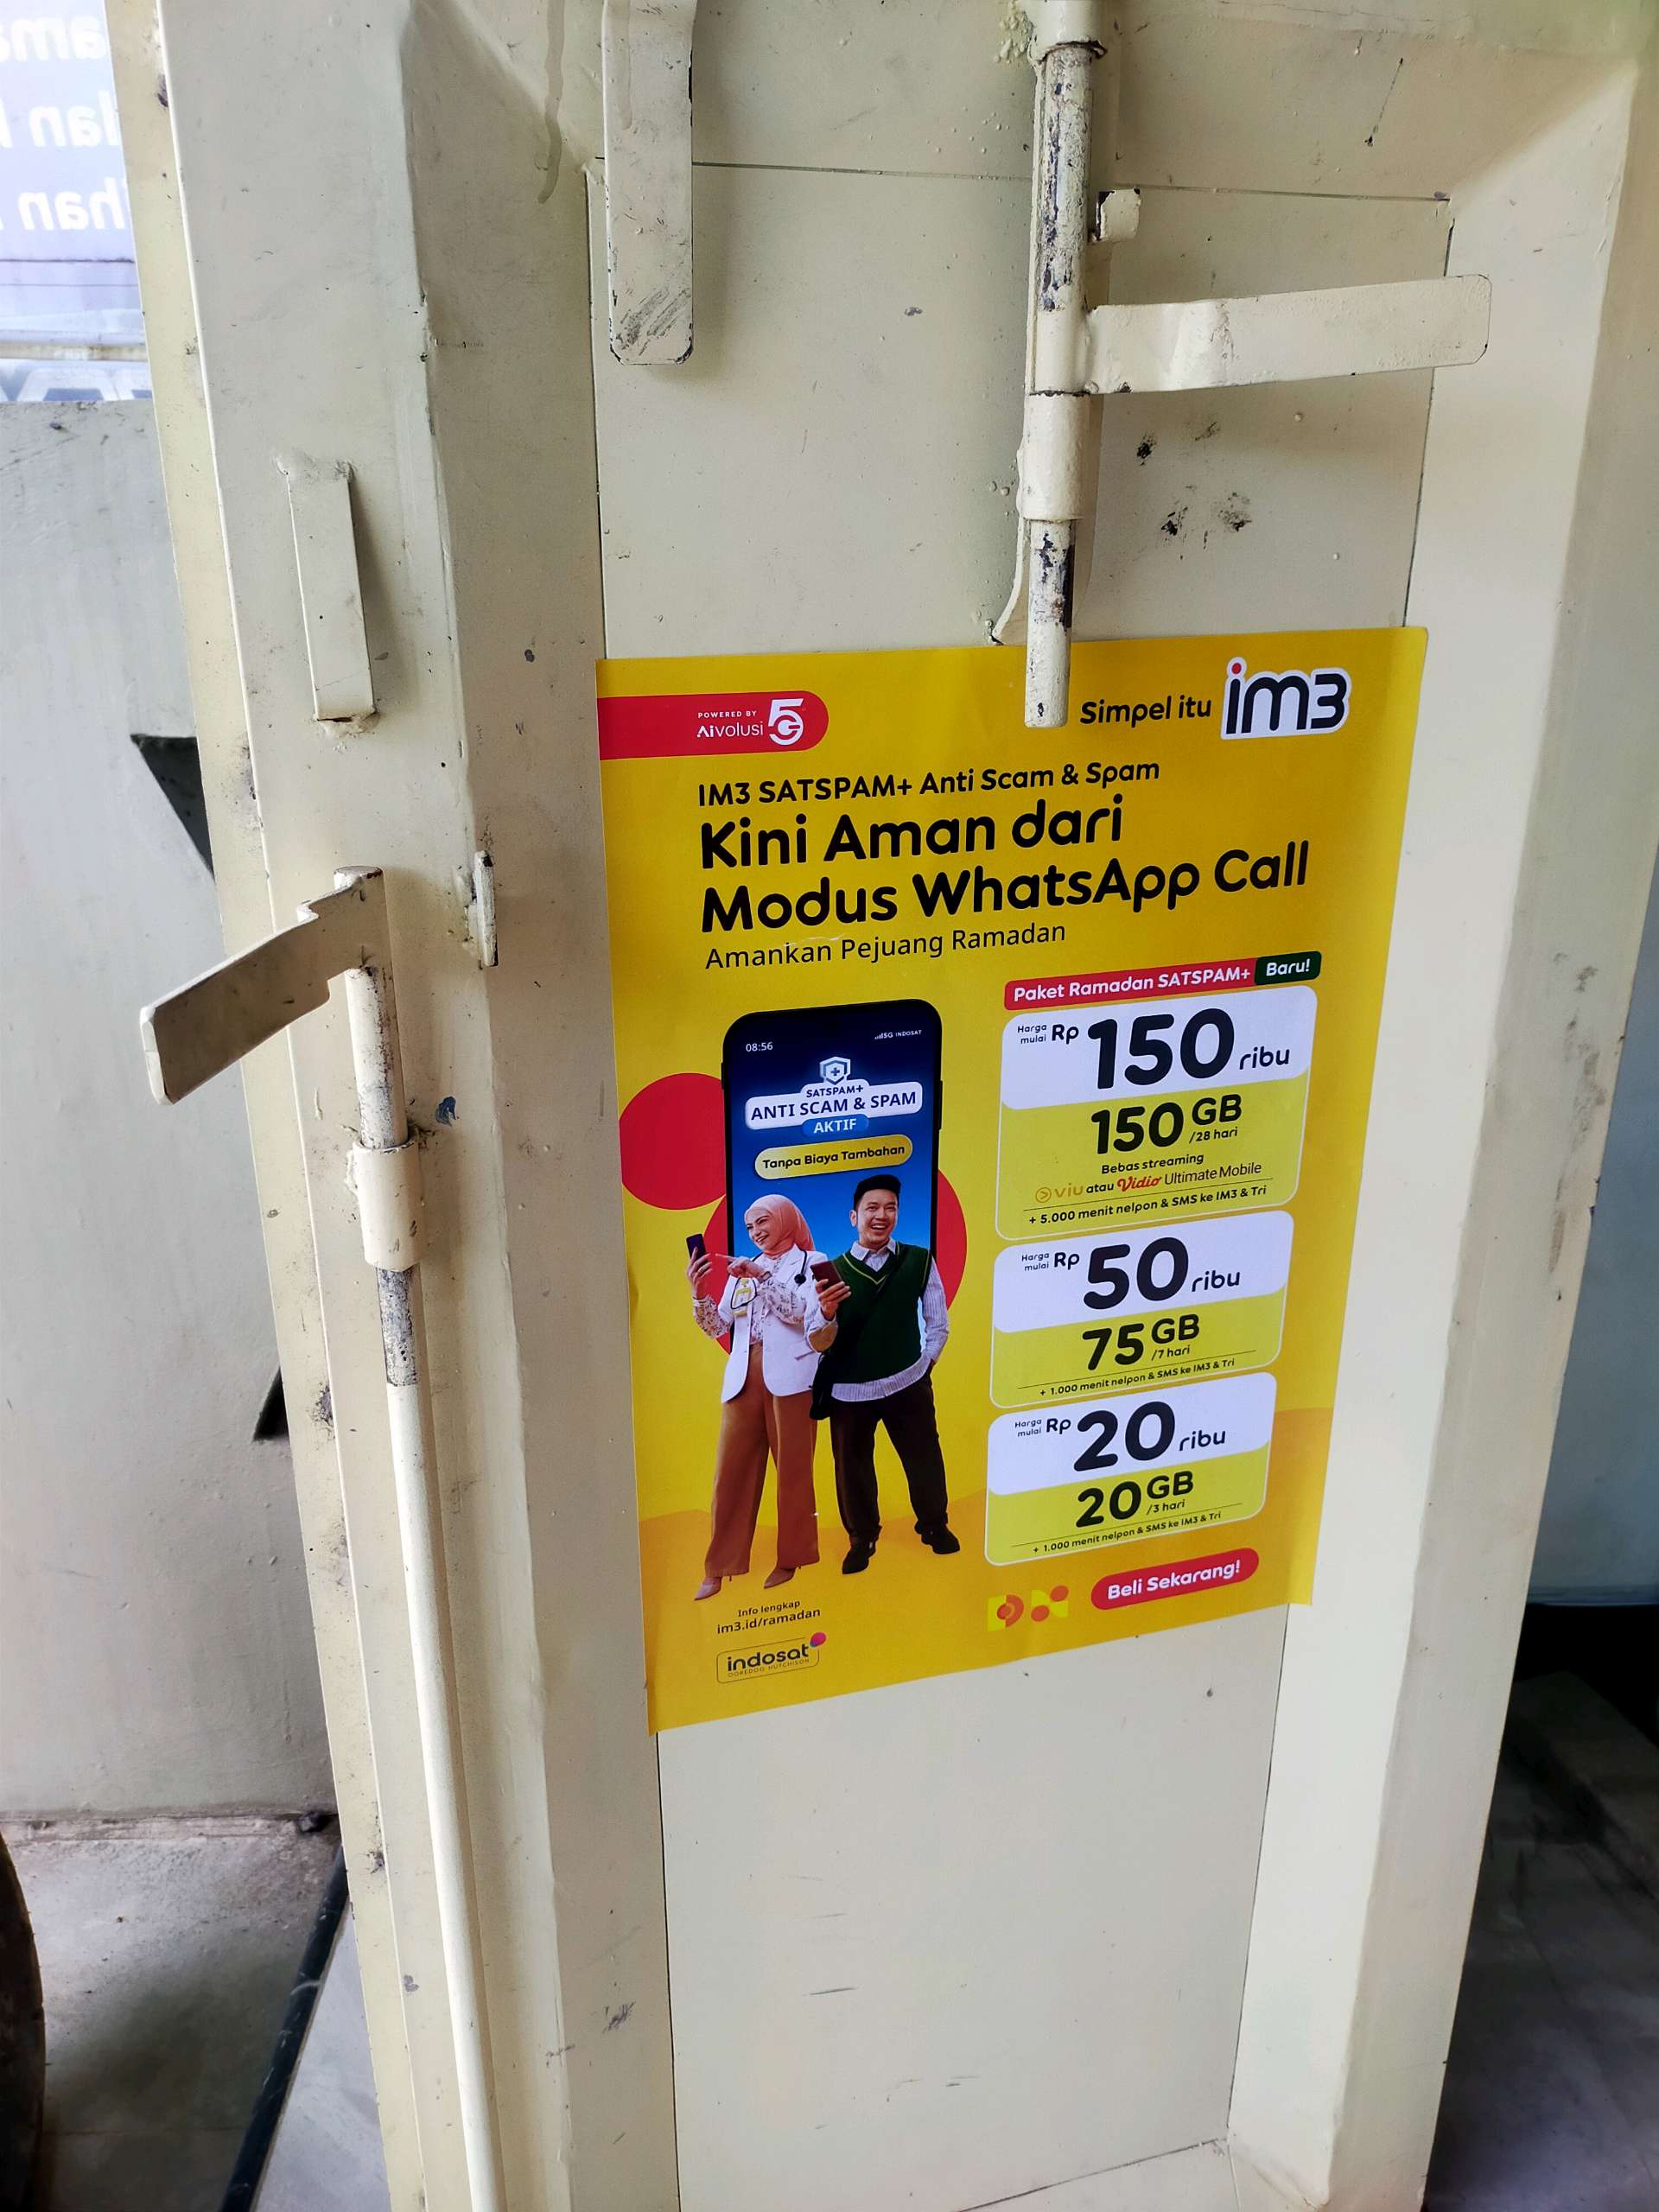 POWERED BY
Aivolusi 5G
Simpel itu im3
IM3 SATSPAM+ Anti Scam & Spam
Kini Aman dari
Modus WhatsApp Call
Amankan Pejuang Ramadan
08:56
5G INDOSAT
SATSPAM+
ANTI SCAM & SPAM
AKTIF
Tanpa Biaya Tambahan
Paket Ramadan SATSPAM+ Baru!
Harga mulai Rp 150 ribu
150 GB /28 hari
Bebas streaming
viu atau Vidio Ultimate Mobile
+ 5.000 menit nelpon & SMS ke IM3 & Tri
Harga mulai Rp 50 ribu
75 GB /7 hari
+ 1.000 menit nelpon & SMS ke IM3 & Tri
Harga mulai Rp 20 ribu
20 GB /3 hari
+ 1.000 menit nelpon & SMS ke IM3 & Tri
Beli Sekarang!
Info lengkap
im3.id/ramadan
indosat
OOREDOO HUTCHISON